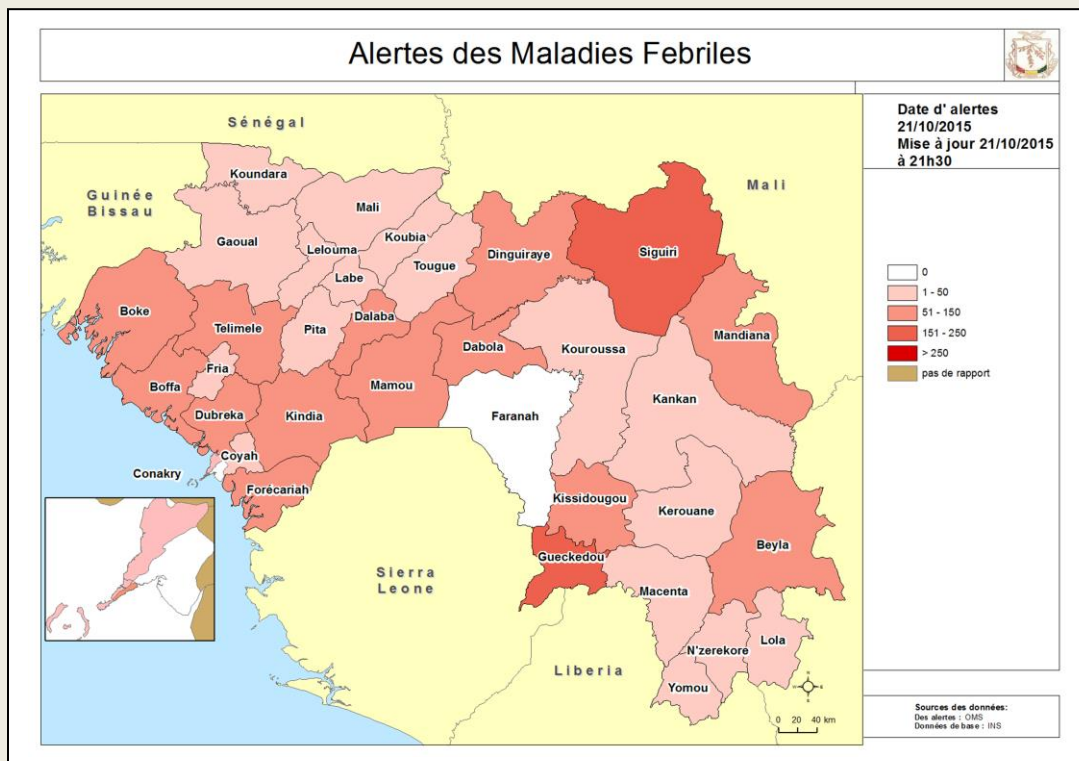 Alertes des Maladies Febriles
Date d' alertes
21/10/2015
Mise à jour 21/10/2015
à 21h30
Sénégal
Guinée
Bissau
Mali
Koundara
Mali
Gaoual
Koubia
Lelouma
Tougue
Labe
Dinguiraye
Siguiri
Boke
Telimele
Pita
Dalaba
Dabola
Kouroussa
Mandiana
Fria
Boffa
Mamou
Kankan
Dubreka
Kindia
Faranah
Coyah
Conakry
Forécariah
Kissidougou
Kerouane
Beyla
Gueckedou
Sierra
Leone
Macenta
Liberia
N'zerekoré
Lola
Yomou
0
1 - 50
51 - 150
151 - 250
> 250
pas de rapport
0 20 40 km
Sources des données:
Des alertes : OMS
Données de base : INS